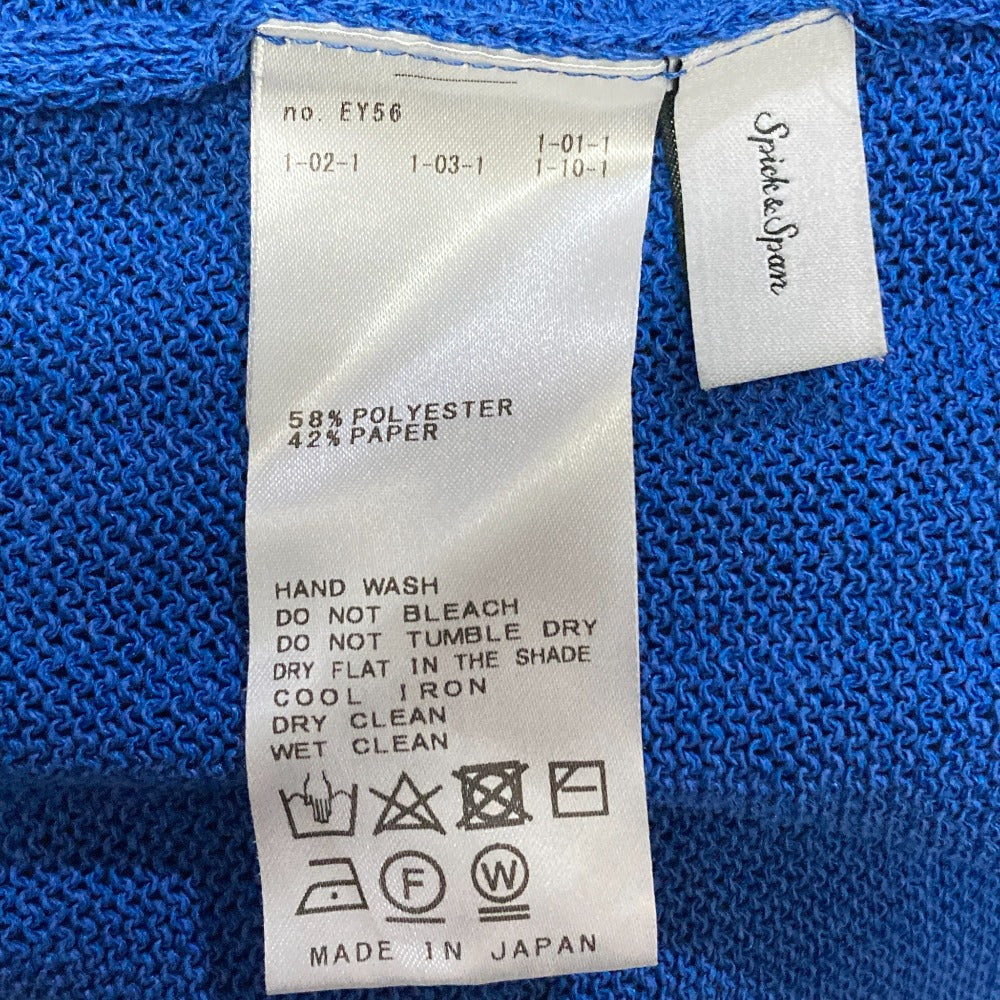 no. EY56
1-01-1
1-02-1 1-03-1 1-10-1
58% POLYESTER
42% PAPER
HAND WASH
DO NOT BLEACH
DO NOT TUMBLE DRY
DRY FLAT IN THE SHADE
COOL IRON
DRY CLEAN
WET CLEAN
F W
MADE IN JAPAN
Spick & Span